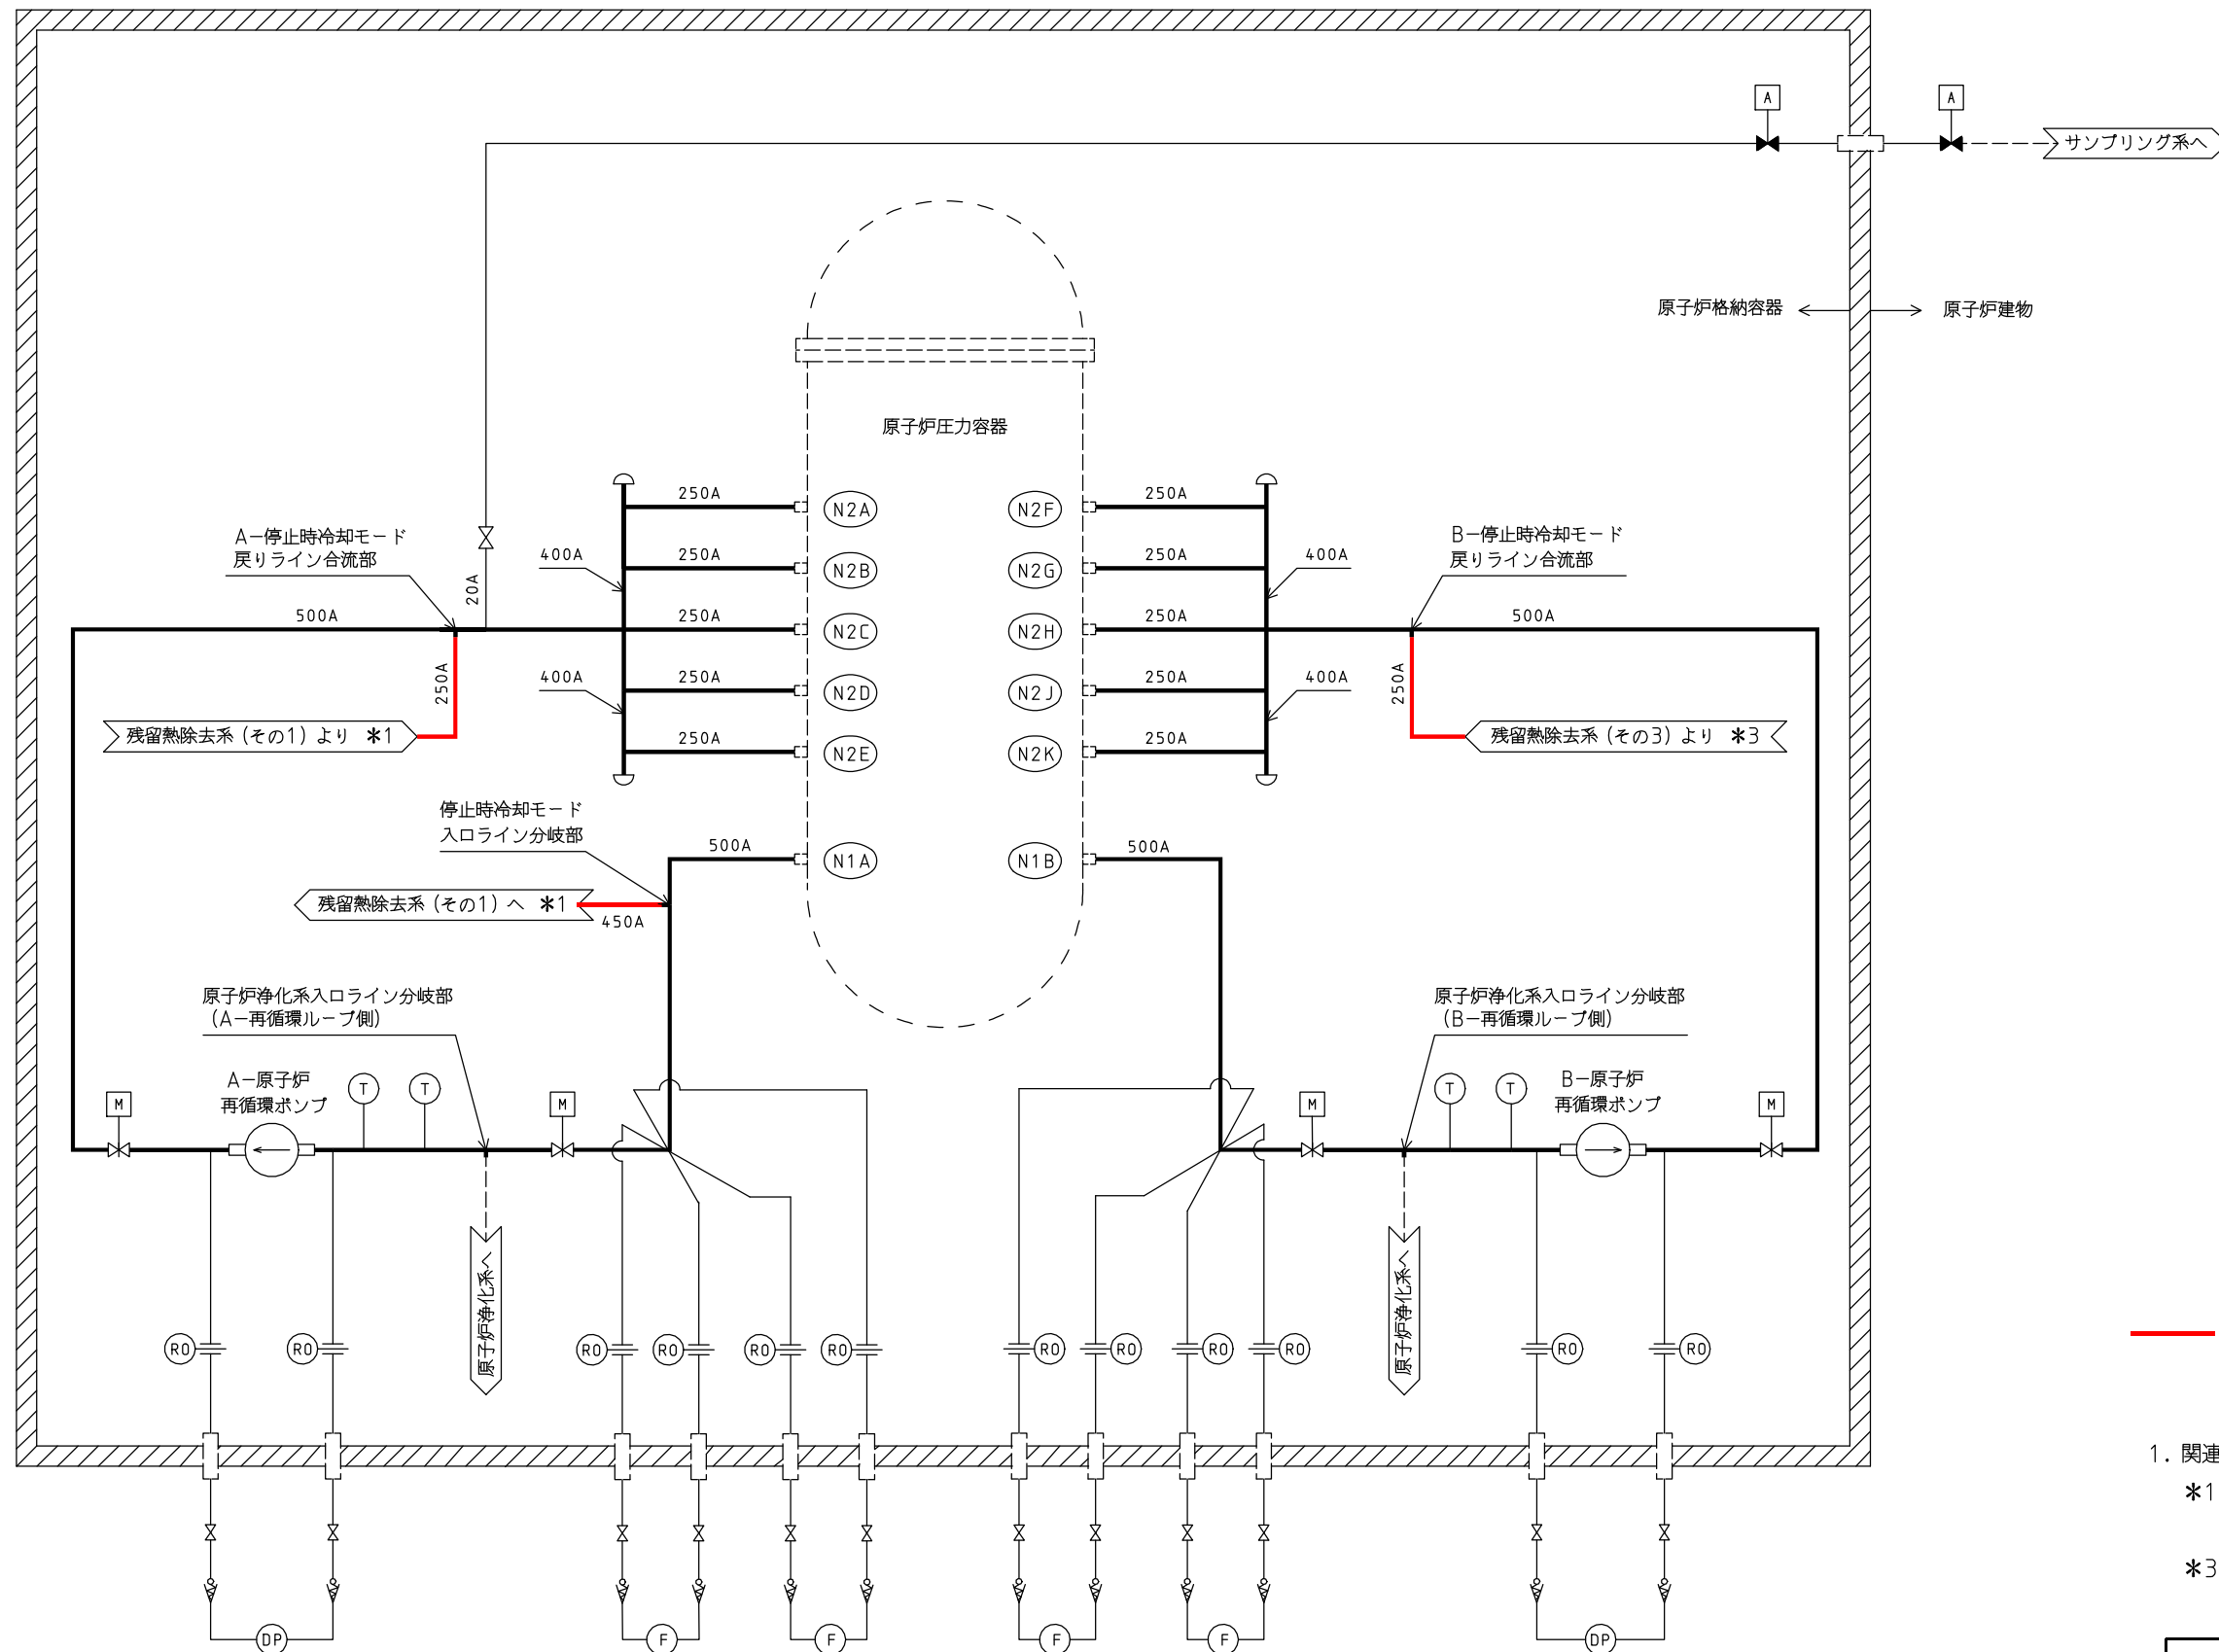 A
A
サンプリング系へ
原子炉格納容器
原子炉建物
原子炉圧力容器
250A
N2A
N2F
250A
A-停止時冷却モード
戻りライン合流部
B-停止時冷却モード
戻りライン合流部
400A
250A
N2B
N2G
250A
400A
20A
500A
250A
N2C
N2H
250A
500A
250A
400A
250A
N2D
N2J
250A
400A
250A
残留熱除去系(その1)より *1
250A
N2E
N2K
250A
残留熱除去系(その3)より *3
停止時冷却モード
入口ライン分岐部
500A
N1A
N1B
500A
残留熱除去系(その1)へ *1
450A
原子炉浄化系入口ライン分岐部
(A-再循環ループ側)
原子炉浄化系入口ライン分岐部
(B-再循環ループ側)
M
A-原子炉
再循環ポンプ
T
T
M
M
T
T
B-原子炉
再循環ポンプ
M
原子炉浄化系へ
原子炉浄化系へ
RO
RO
RO
RO
RO
RO
RO
RO
RO
RO
RO
RO
1. 関連
*1
*3
DP
F
F
F
F
DP